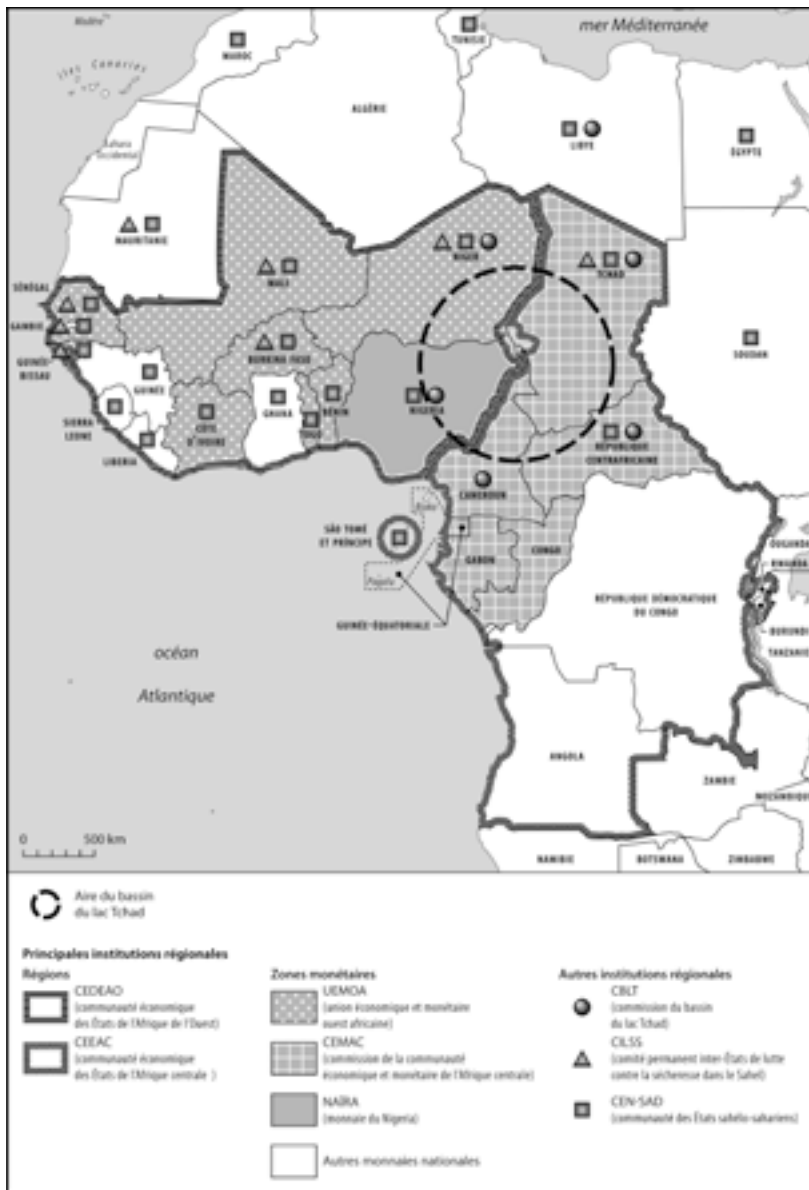 Madère
MAROC
TUNISIE
mer Méditerranée
Iles Canaries
ALGÉRIE
LIBYE
ÉGYPTE
Sahara
Occidental
MAURITANIE
MALI
NIGER
TCHAD
SOUDAN
SÉNÉGAL
GAMBIE
GUINÉE-
BISSAU
GUINÉE
SIERRA
LEONE
LIBERIA
CÔTE
D'IVOIRE
BURKINA FASO
GHANA
TOGO
BÉNIN
NIGERIA
RÉPUBLIQUE
CENTRAFRICAINE
CAMEROUN
SÃO TOMÉ
ET PRÍNCIPE
GABON
CONGO
GUINÉE-ÉQUATORIALE
RÉPUBLIQUE DÉMOCRATIQUE
DU CONGO
OUGANDA
RWANDA
BURUNDI
TANZANIE
océan
Atlantique
ANGOLA
ZAMBIE
MOZAMBIQUE
NAMIBIE
BOTSWANA
ZIMBABWE
0 500 km
Aire du bassin
du lac Tchad
Principales institutions régionales
Régions
CEDEAO
(communauté économique
des États de l'Afrique de l'Ouest)
CEEAC
(communauté économique
des États de l'Afrique centrale )
Zones monétaires
UEMOA
(union économique et monétaire
ouest africaine)
CEMAC
(commission de la communauté
économique et monétaire de l'Afrique centrale)
NAÏRA
(monnaie du Nigeria)
Autres monnaies nationales
Autres institutions régionales
CBLT
(commission du bassin
du lac Tchad)
CILSS
(comité permanent inter-États de lutte
contre la sécheresse dans le Sahel)
CEN-SAD
(communauté des États sahélo-sahariens)